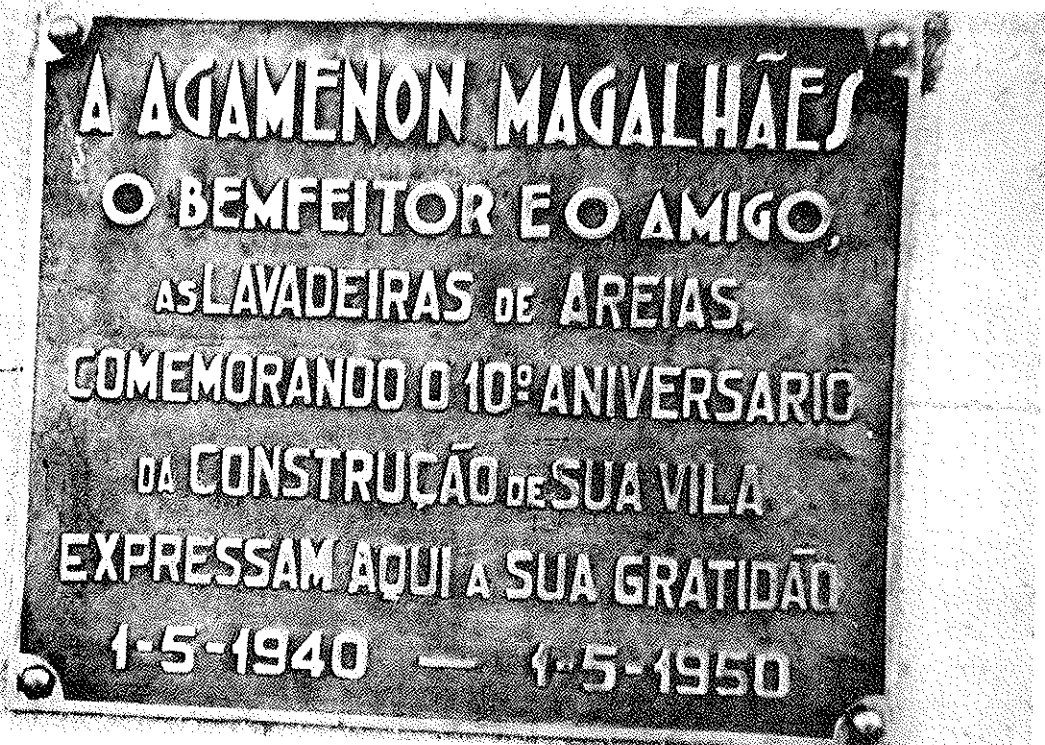 A AGAMENON MAGALHÃES
O BEMFEITOR E O AMIGO,
AS LAVADEIRAS DE AREIAS,
COMEMORANDO O 10º ANIVERSARIO
DA CONSTRUÇÃO DE SUA VILA
EXPRESSAM AQUI A SUA GRATIDÃO
1-5-1940 — 1-5-1950